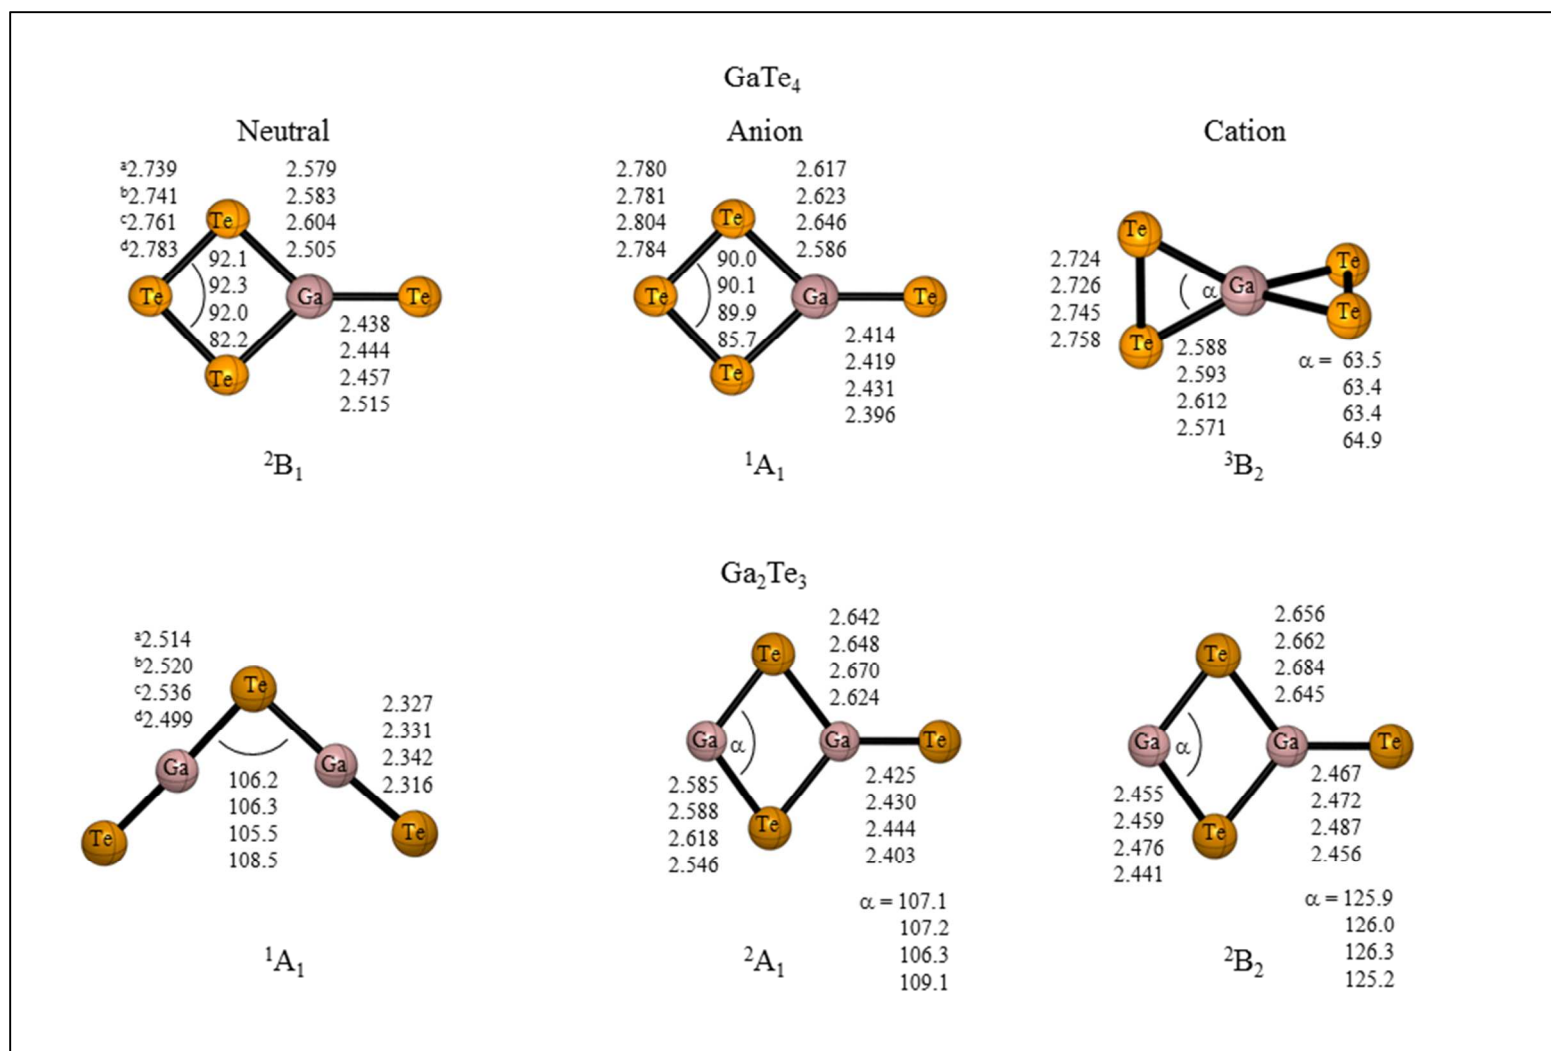 GaTe₄
Neutral Anion Cation
ᵃ2.739 2.579
ᵇ2.741 2.583
ᶜ2.761 2.604
ᵈ2.783 2.505
Te
92.1
92.3
92.0
82.2
Te Ga Te
Te
2.438
2.444
2.457
2.515
²B₁
2.780 2.617
2.781 2.623
2.804 2.646
2.784 2.586
Te
90.0
90.1
89.9
85.7
Te Ga Te
Te
2.414
2.419
2.431
2.396
¹A₁
Te Te
2.724
2.726
2.745
2.758
α Ga
Te Te
2.588
2.593
2.612
2.571
α = 63.5
63.4
63.4
64.9
³B₂
Ga₂Te₃
ᵃ2.514
ᵇ2.520
ᶜ2.536
ᵈ2.499
Te
2.327
2.331
2.342
2.316
Ga Ga
106.2
106.3
105.5
108.5
Te Te
¹A₁
2.642
2.648
2.670
2.624
Te
Ga α Ga Te
Te
2.585
2.588
2.618
2.546
2.425
2.430
2.444
2.403
α = 107.1
107.2
106.3
109.1
²A₁
2.656
2.662
2.684
2.645
Te
Ga α Ga Te
Te
2.455
2.459
2.476
2.441
2.467
2.472
2.487
2.456
α = 125.9
126.0
126.3
125.2
²B₂